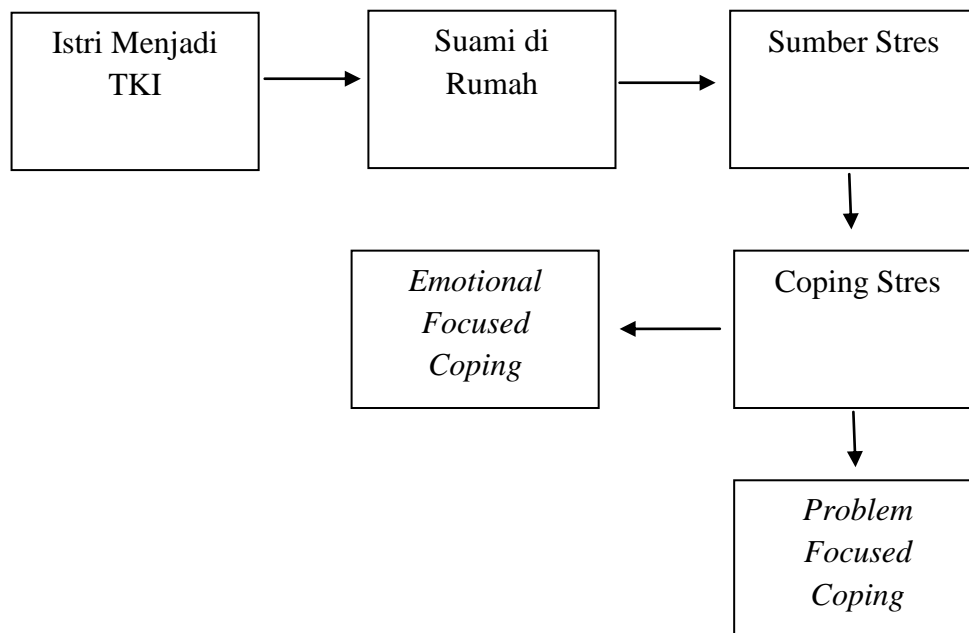 Istri Menjadi
TKI
Suami di
Rumah
Sumber Stres
Emotional
Focused
Coping
Coping Stres
Problem
Focused
Coping